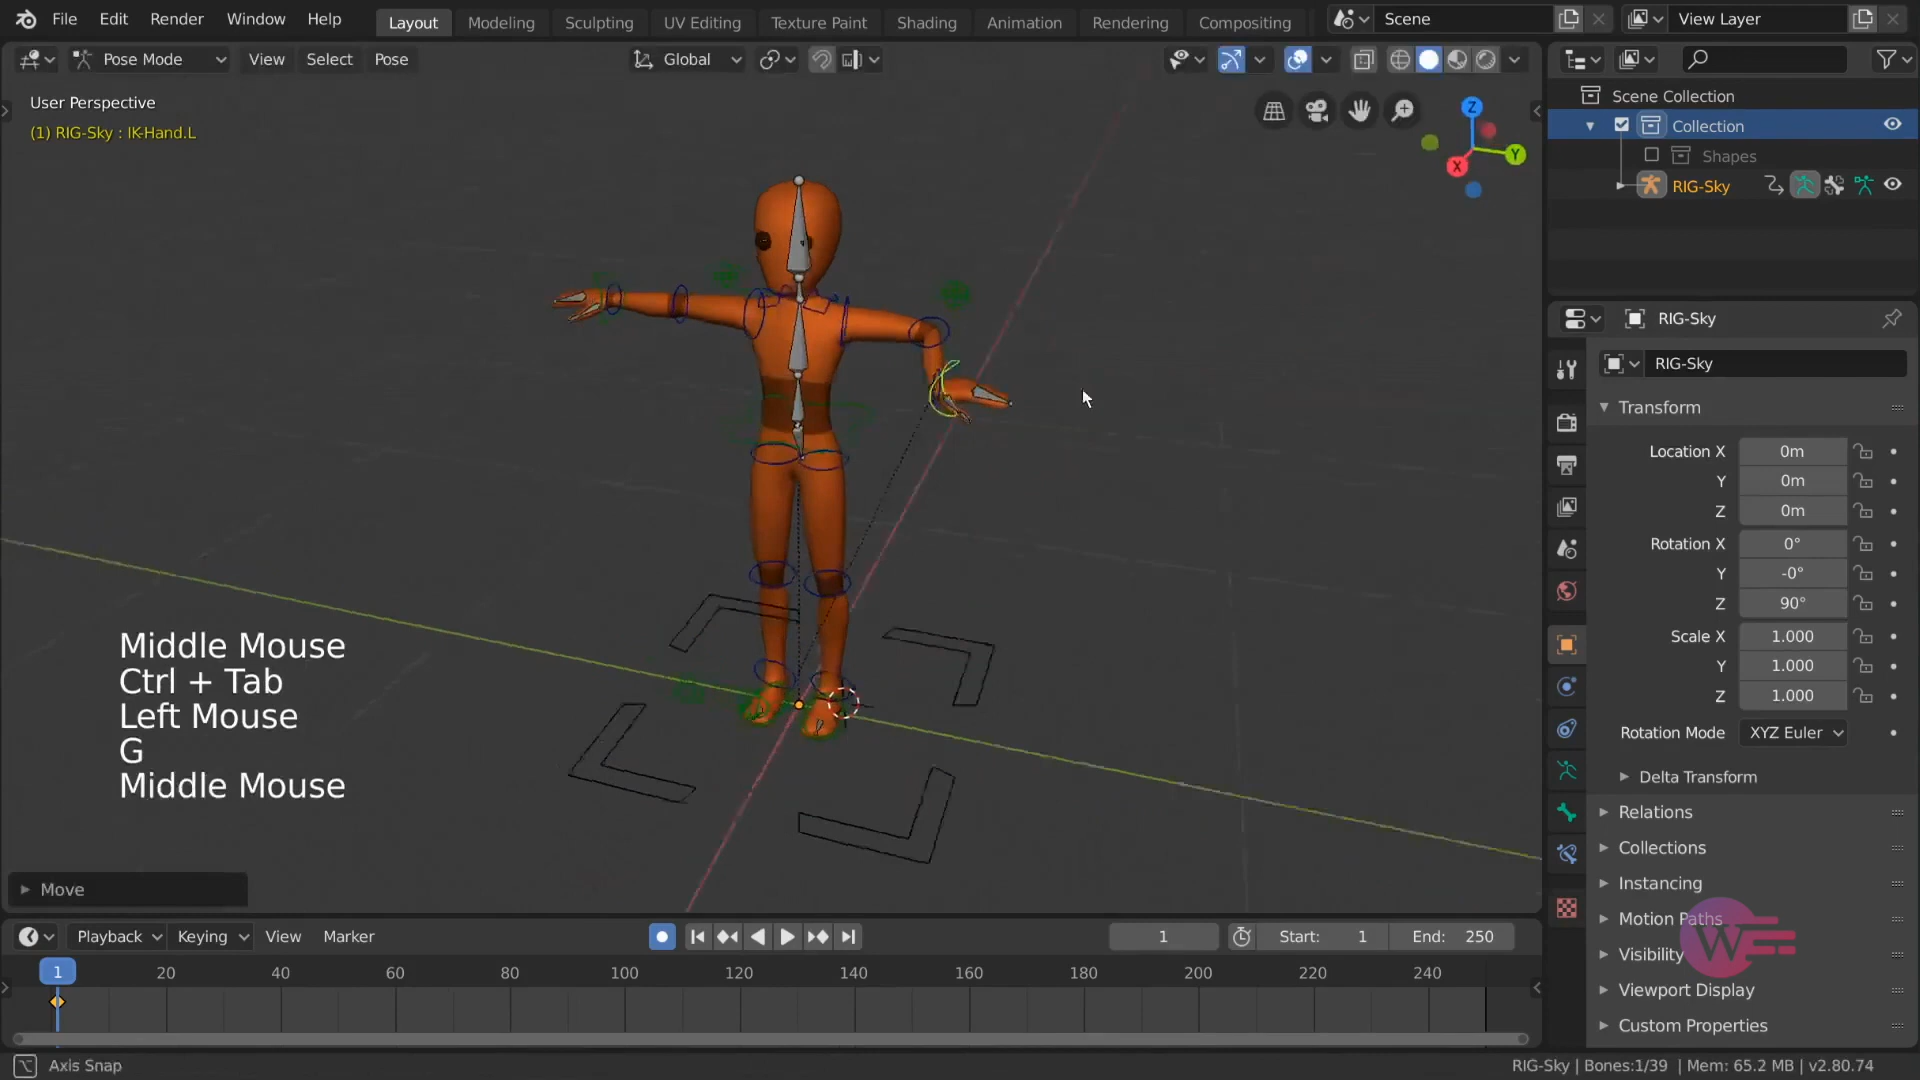 File Edit Render Window Help Layout Modeling Sculpting UV Editing Texture Paint Shading Animation Rendering Compositing Scene View Layer
Pose Mode View Select Pose Global
User Perspective
(1) RIG-Sky : IK-Hand.L
Z
Y
X
Scene Collection
Collection
Shapes
RIG-Sky
RIG-Sky
RIG-Sky
Transform
Location X 0m
Y 0m
Z 0m
Rotation X 0°
Y -0°
Z 90°
Scale X 1.000
Y 1.000
Z 1.000
Rotation Mode XYZ Euler
Delta Transform
Relations
Collections
Instancing
Motion Paths
Visibility
Viewport Display
Custom Properties
Middle Mouse
Ctrl + Tab
Left Mouse
G
Middle Mouse
Move
Playback Keying View Marker 1 Start: 1 End: 250
1 20 40 60 80 100 120 140 160 180 200 220 240
Axis Snap
RIG-Sky | Bones:1/39 | Mem: 65.2 MB | v2.80.74